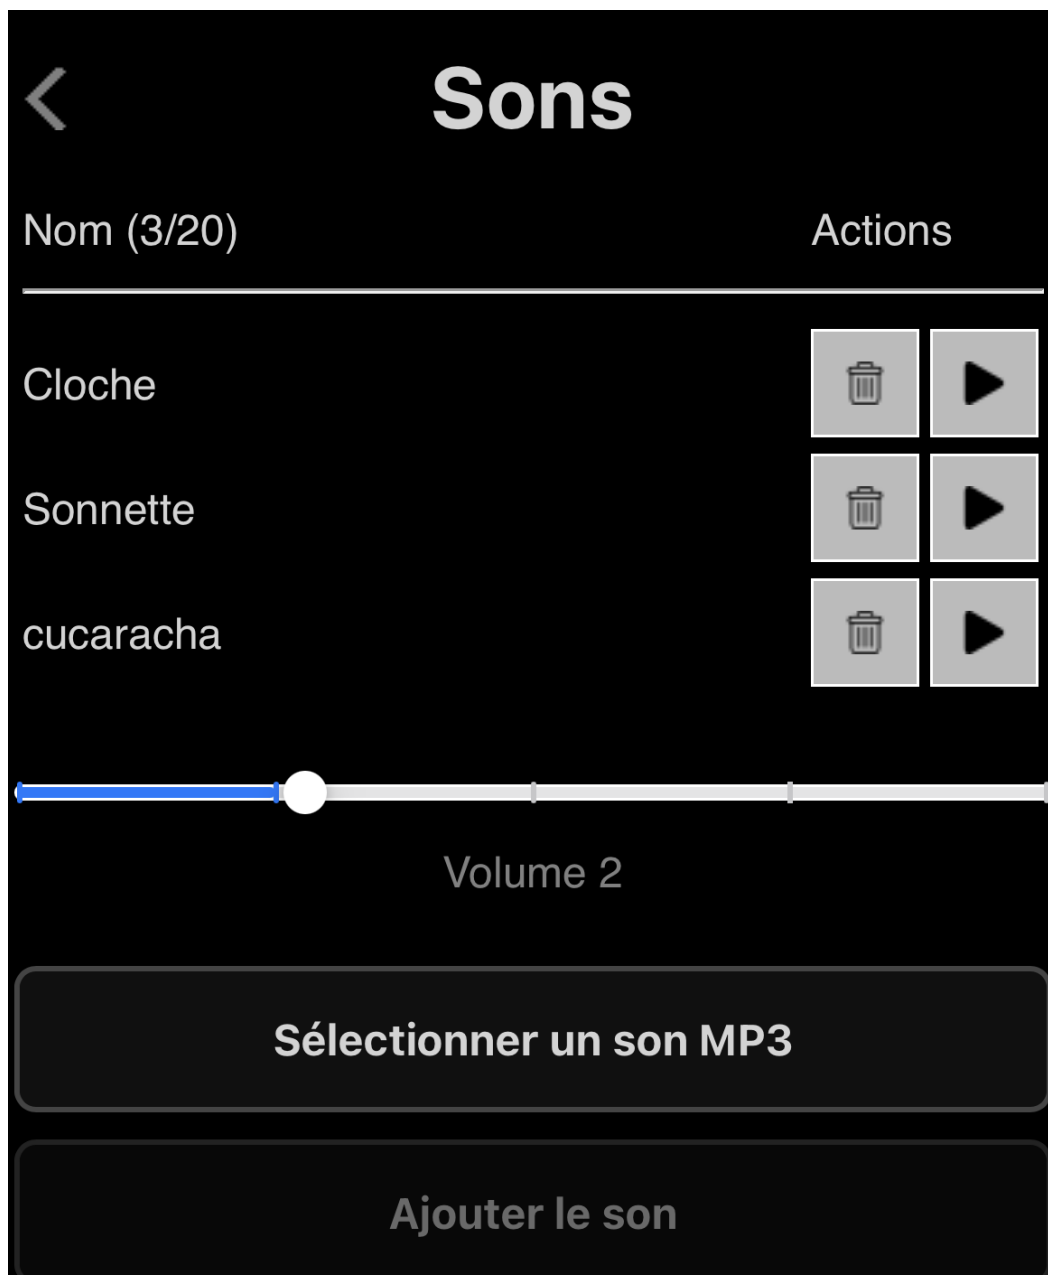 Sons
Nom (3/20) Actions
Cloche
Sonnette
cucaracha
Volume 2
Sélectionner un son MP3
Ajouter le son